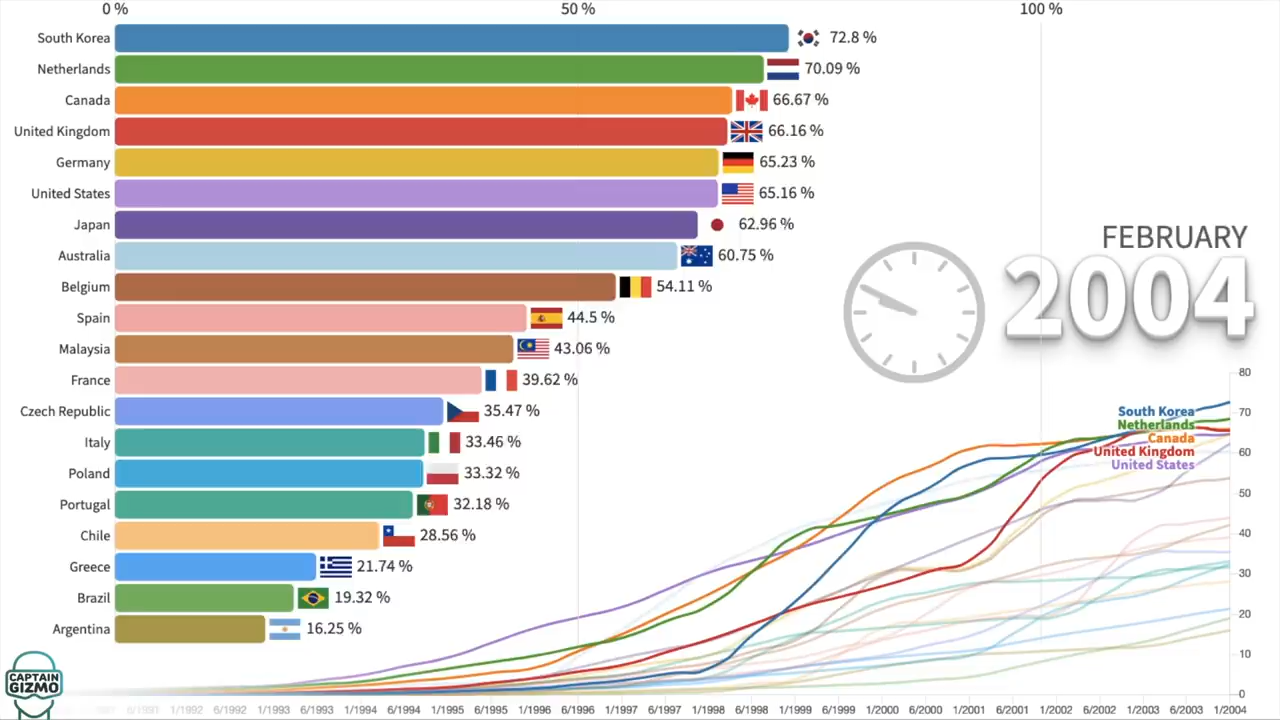 0 % 50 % 100 %
South Korea 72.8 %
Netherlands 70.09 %
Canada 66.67 %
United Kingdom 66.16 %
Germany 65.23 %
United States 65.16 %
Japan 62.96 %
Australia 60.75 %
Belgium 54.11 %
Spain 44.5 %
Malaysia 43.06 %
France 39.62 %
Czech Republic 35.47 %
Italy 33.46 %
Poland 33.32 %
Portugal 32.18 %
Chile 28.56 %
Greece 21.74 %
Brazil 19.32 %
Argentina 16.25 %
FEBRUARY
2004
80
70
60
50
40
30
20
10
0
South Korea
Netherlands
Canada
United Kingdom
United States
CAPTAIN
GIZMO
1/1992 6/1992 1/1993 6/1993 1/1994 6/1994 1/1995 6/1995 1/1996 6/1996 1/1997 6/1997 1/1998 6/1998 1/1999 6/1999 1/2000 6/2000 1/2001 6/2001 1/2002 6/2002 1/2003 6/2003 1/2004